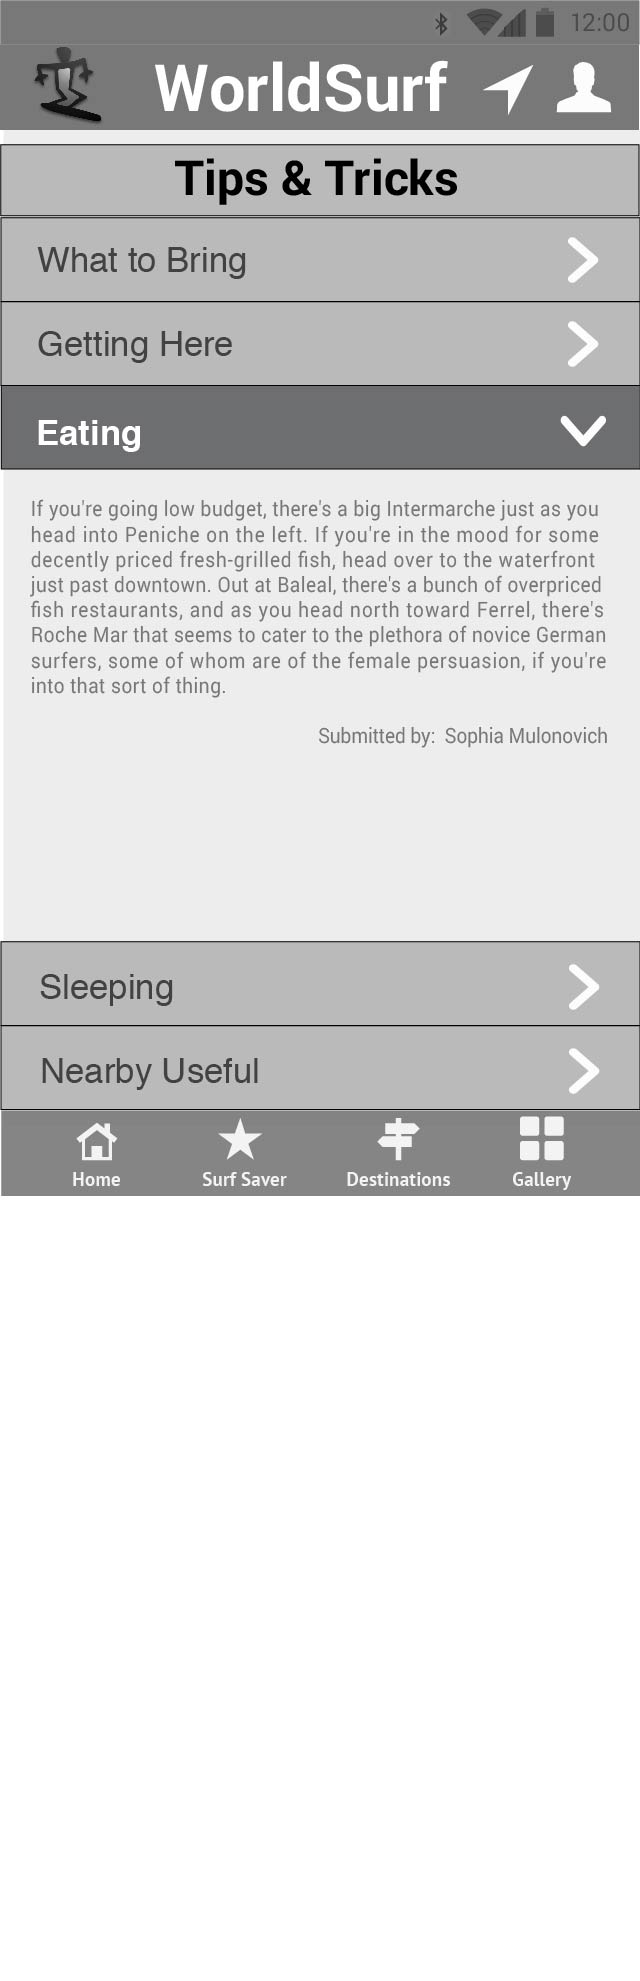 12:00
WorldSurf
Tips & Tricks
What to Bring
Getting Here
Eating
If you're going low budget, there's a big Intermarche just as you
head into Peniche on the left. If you're in the mood for some
decently priced fresh-grilled fish, head over to the waterfront
just past downtown. Out at Baleal, there's a bunch of overpriced
fish restaurants, and as you head north toward Ferrel, there's
Roche Mar that seems to cater to the plethora of novice German
surfers, some of whom are of the female persuasion, if you're
into that sort of thing.
Submitted by:  Sophia Mulonovich
Sleeping
Nearby Useful
Home
Surf Saver
Destinations
Gallery